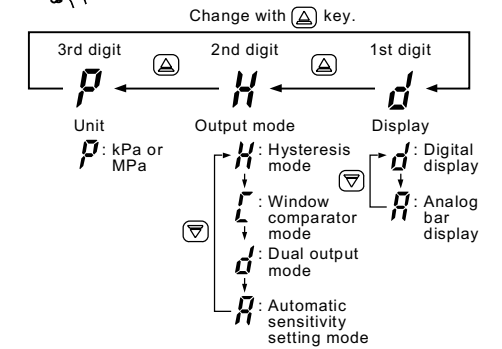 Change with key.
3rd digit 2nd digit 1st digit
P H d
Unit Output mode Display
P: kPa or MPa
H: Hysteresis mode
C: Window comparator mode
d: Dual output mode
A: Automatic sensitivity setting mode
d: Digital display
A: Analog bar display